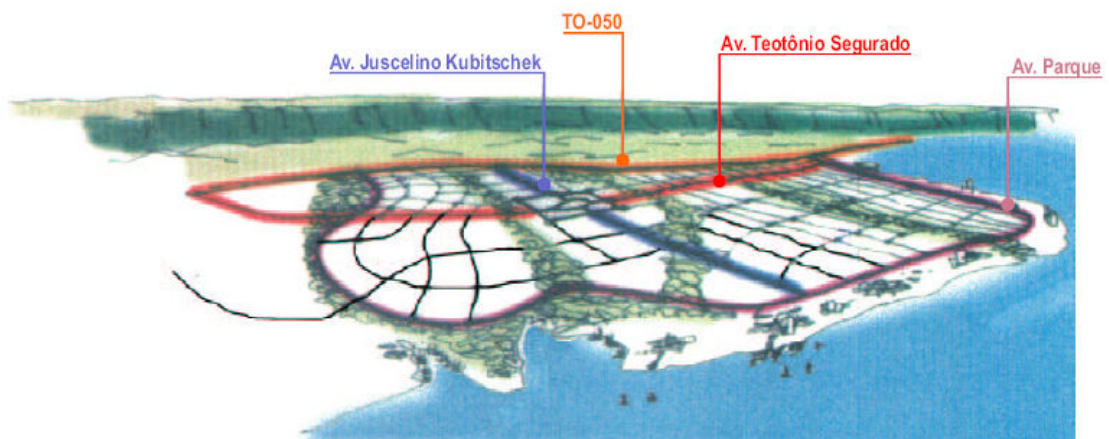 TO-050
Av. Teotônio Segurado
Av. Juscelino Kubitschek
Av. Parque